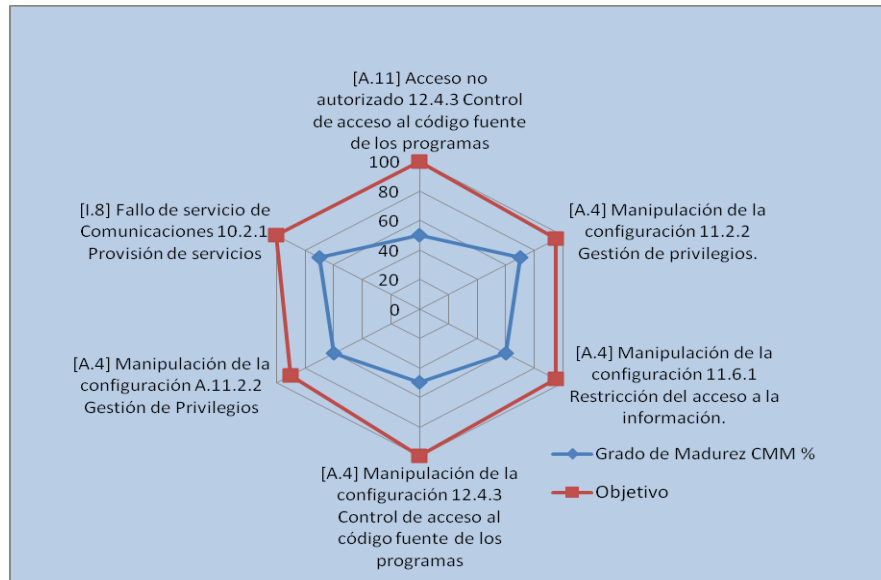 [A.11] Acceso no
autorizado 12.4.3 Control
de acceso al código fuente
de los programas
100
80
60
40
20
0
[A.4] Manipulación de la
configuración 11.2.2
Gestión de privilegios.
[A.4] Manipulación de la
configuración 11.6.1
Restricción del acceso a la
información.
[A.4] Manipulación de la
configuración 12.4.3
Control de acceso al
código fuente de los
programas
[A.4] Manipulación de la
configuración A.11.2.2
Gestión de Privilegios
[I.8] Fallo de servicio de
Comunicaciones 10.2.1
Provisión de servicios
Grado de Madurez CMM %
Objetivo